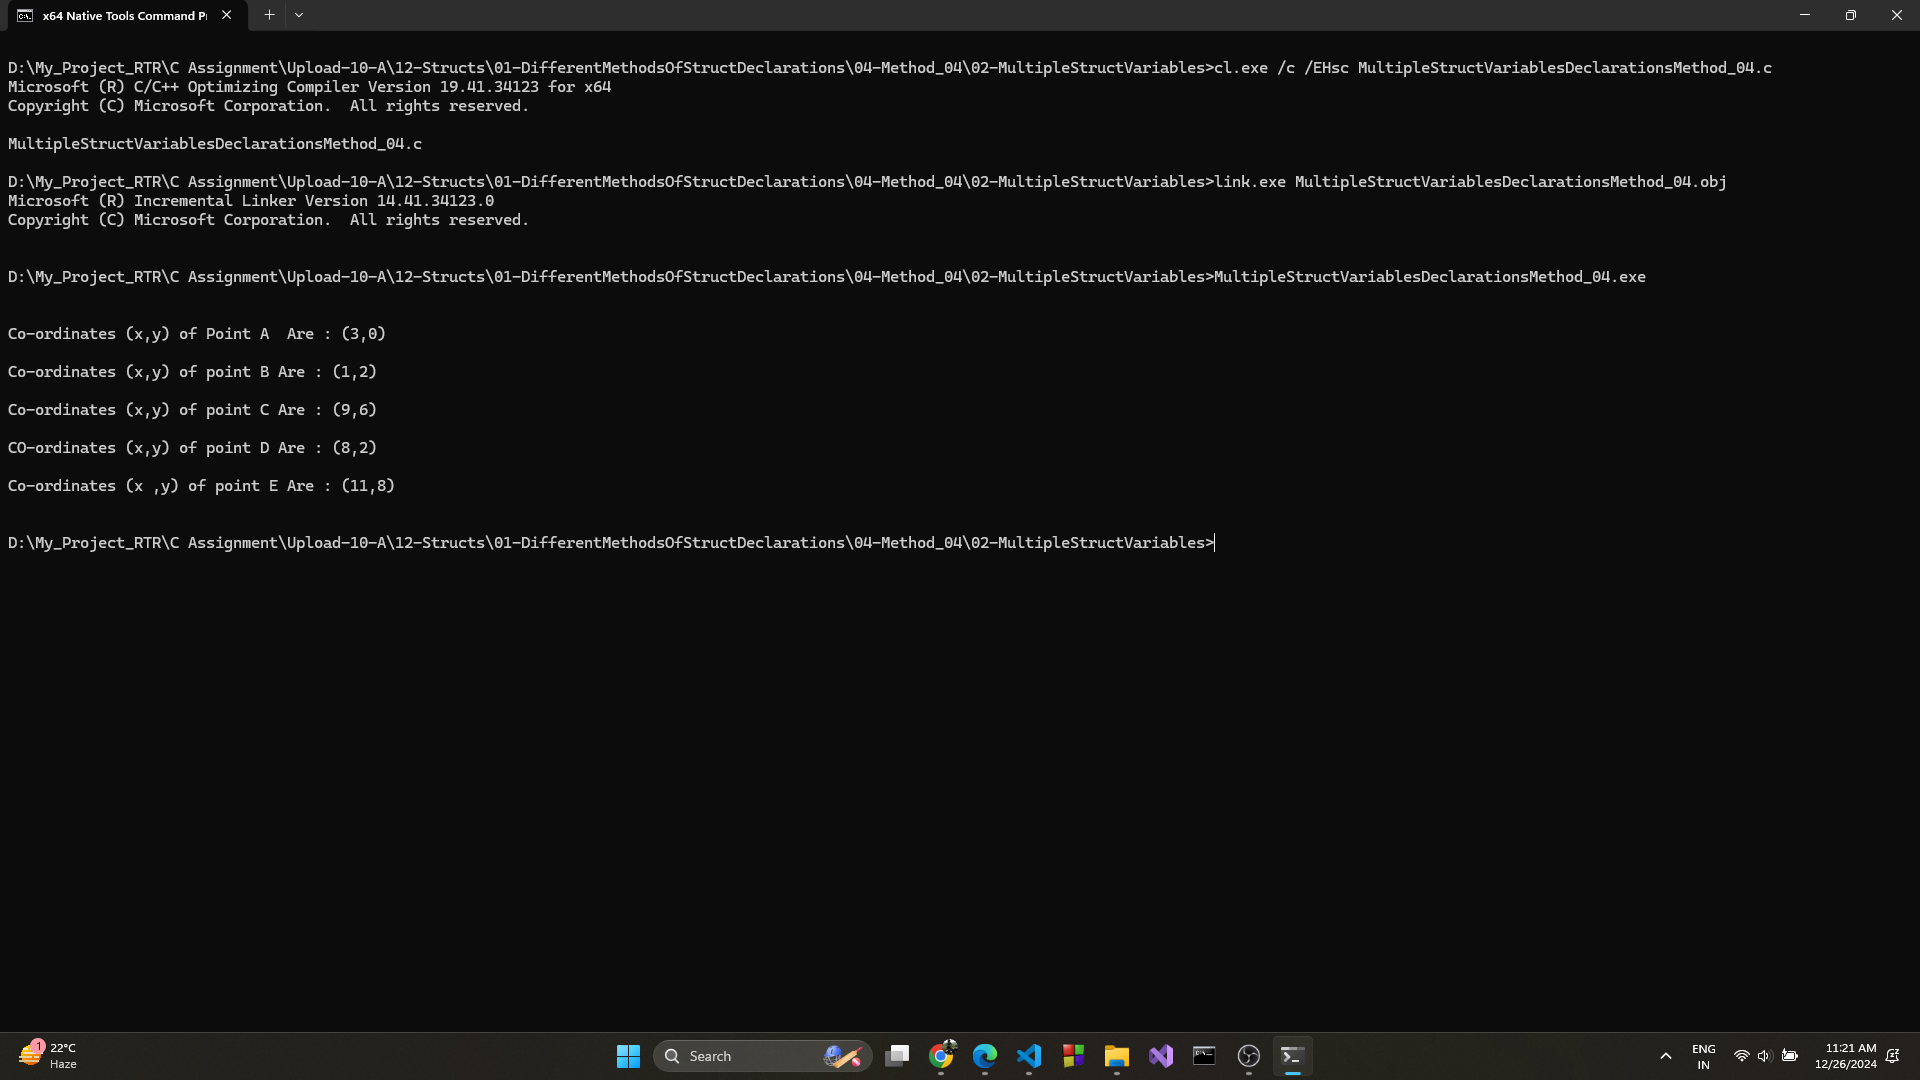 x64 Native Tools Command P
D:\My_Project_RTR\C Assignment\Upload-10-A\12-Structs\01-DifferentMethodsOfStructDeclarations\04-Method_04\02-MultipleStructVariables>cl.exe /c /EHsc MultipleStructVariablesDeclarationsMethod_04.c
Microsoft (R) C/C++ Optimizing Compiler Version 19.41.34123 for x64
Copyright (C) Microsoft Corporation.  All rights reserved.
MultipleStructVariablesDeclarationsMethod_04.c
D:\My_Project_RTR\C Assignment\Upload-10-A\12-Structs\01-DifferentMethodsOfStructDeclarations\04-Method_04\02-MultipleStructVariables>link.exe MultipleStructVariablesDeclarationsMethod_04.obj
Microsoft (R) Incremental Linker Version 14.41.34123.0
Copyright (C) Microsoft Corporation.  All rights reserved.
D:\My_Project_RTR\C Assignment\Upload-10-A\12-Structs\01-DifferentMethodsOfStructDeclarations\04-Method_04\02-MultipleStructVariables>MultipleStructVariablesDeclarationsMethod_04.exe
Co-ordinates (x,y) of Point A  Are : (3,0)
Co-ordinates (x,y) of point B Are : (1,2)
Co-ordinates (x,y) of point C Are : (9,6)
CO-ordinates (x,y) of point D Are : (8,2)
Co-ordinates (x ,y) of point E Are : (11,8)
D:\My_Project_RTR\C Assignment\Upload-10-A\12-Structs\01-DifferentMethodsOfStructDeclarations\04-Method_04\02-MultipleStructVariables>
1
22°C
Haze
Search
ENG
IN
11:21 AM
12/26/2024